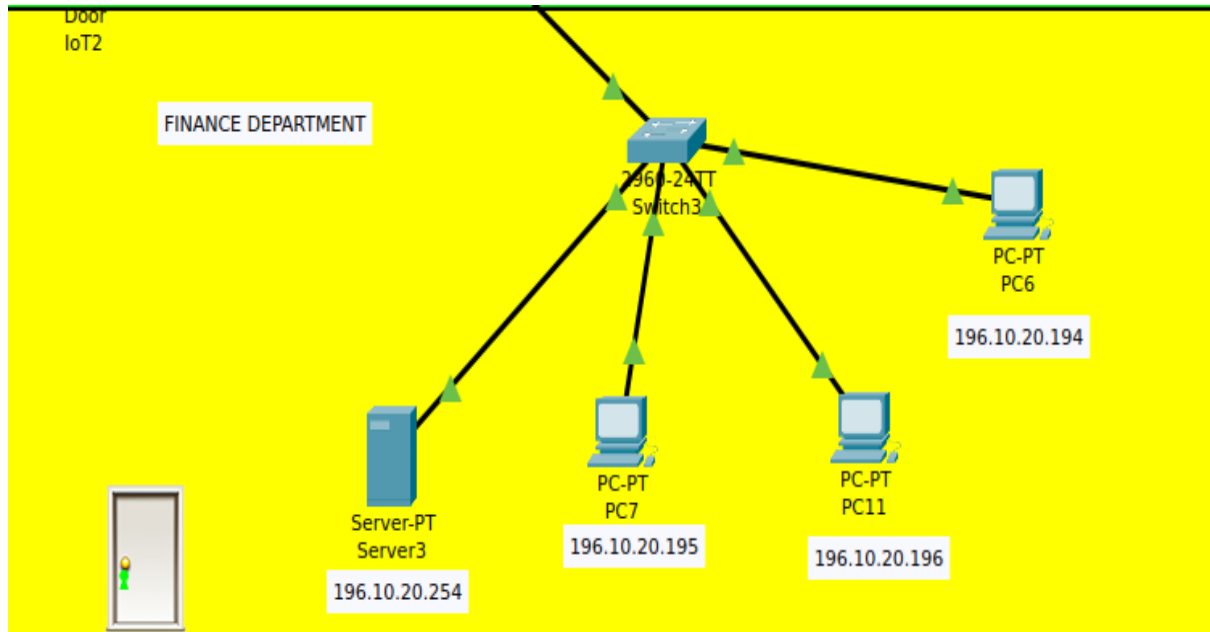 Door
IoT2
FINANCE DEPARTMENT
2960-24TT
Switch3
PC-PT
PC6
196.10.20.194
Server-PT
Server3
196.10.20.254
PC-PT
PC7
196.10.20.195
PC-PT
PC11
196.10.20.196